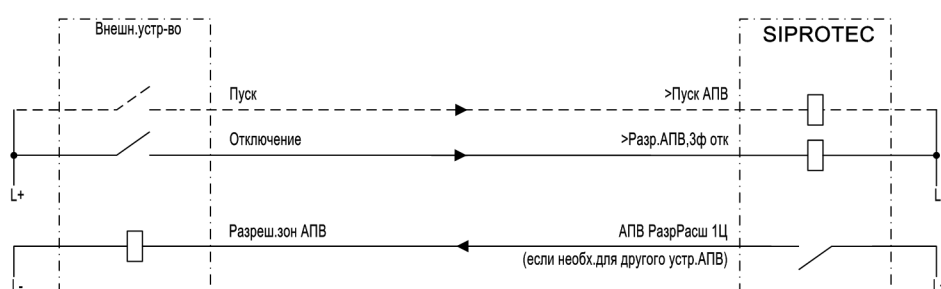 Внешн.устр-во
SIPROTEC
Пуск
>Пуск АПВ
Отключение
>Разр.АПВ,3ф отк
L+
Разреш.зон АПВ
АПВ РазрРасш 1Ц
(если необх.для другого устр.АПВ)